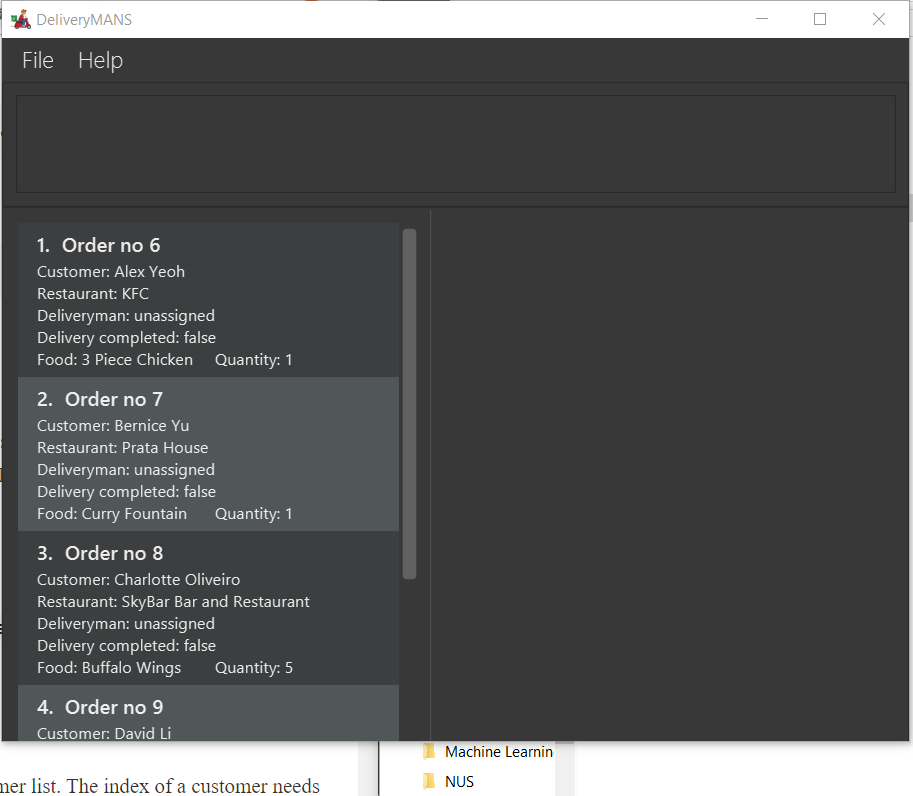 DeliveryMANS
File Help
1. Order no 6
Customer: Alex Yeoh
Restaurant: KFC
Deliveryman: unassigned
Delivery completed: false
Food: 3 Piece Chicken Quantity: 1
2. Order no 7
Customer: Bernice Yu
Restaurant: Prata House
Deliveryman: unassigned
Delivery completed: false
Food: Curry Fountain Quantity: 1
3. Order no 8
Customer: Charlotte Oliveiro
Restaurant: SkyBar Bar and Restaurant
Deliveryman: unassigned
Delivery completed: false
Food: Buffalo Wings Quantity: 5
4. Order no 9
Customer: David Li
Machine Learnin
NUS
mer list. The index of a customer needs